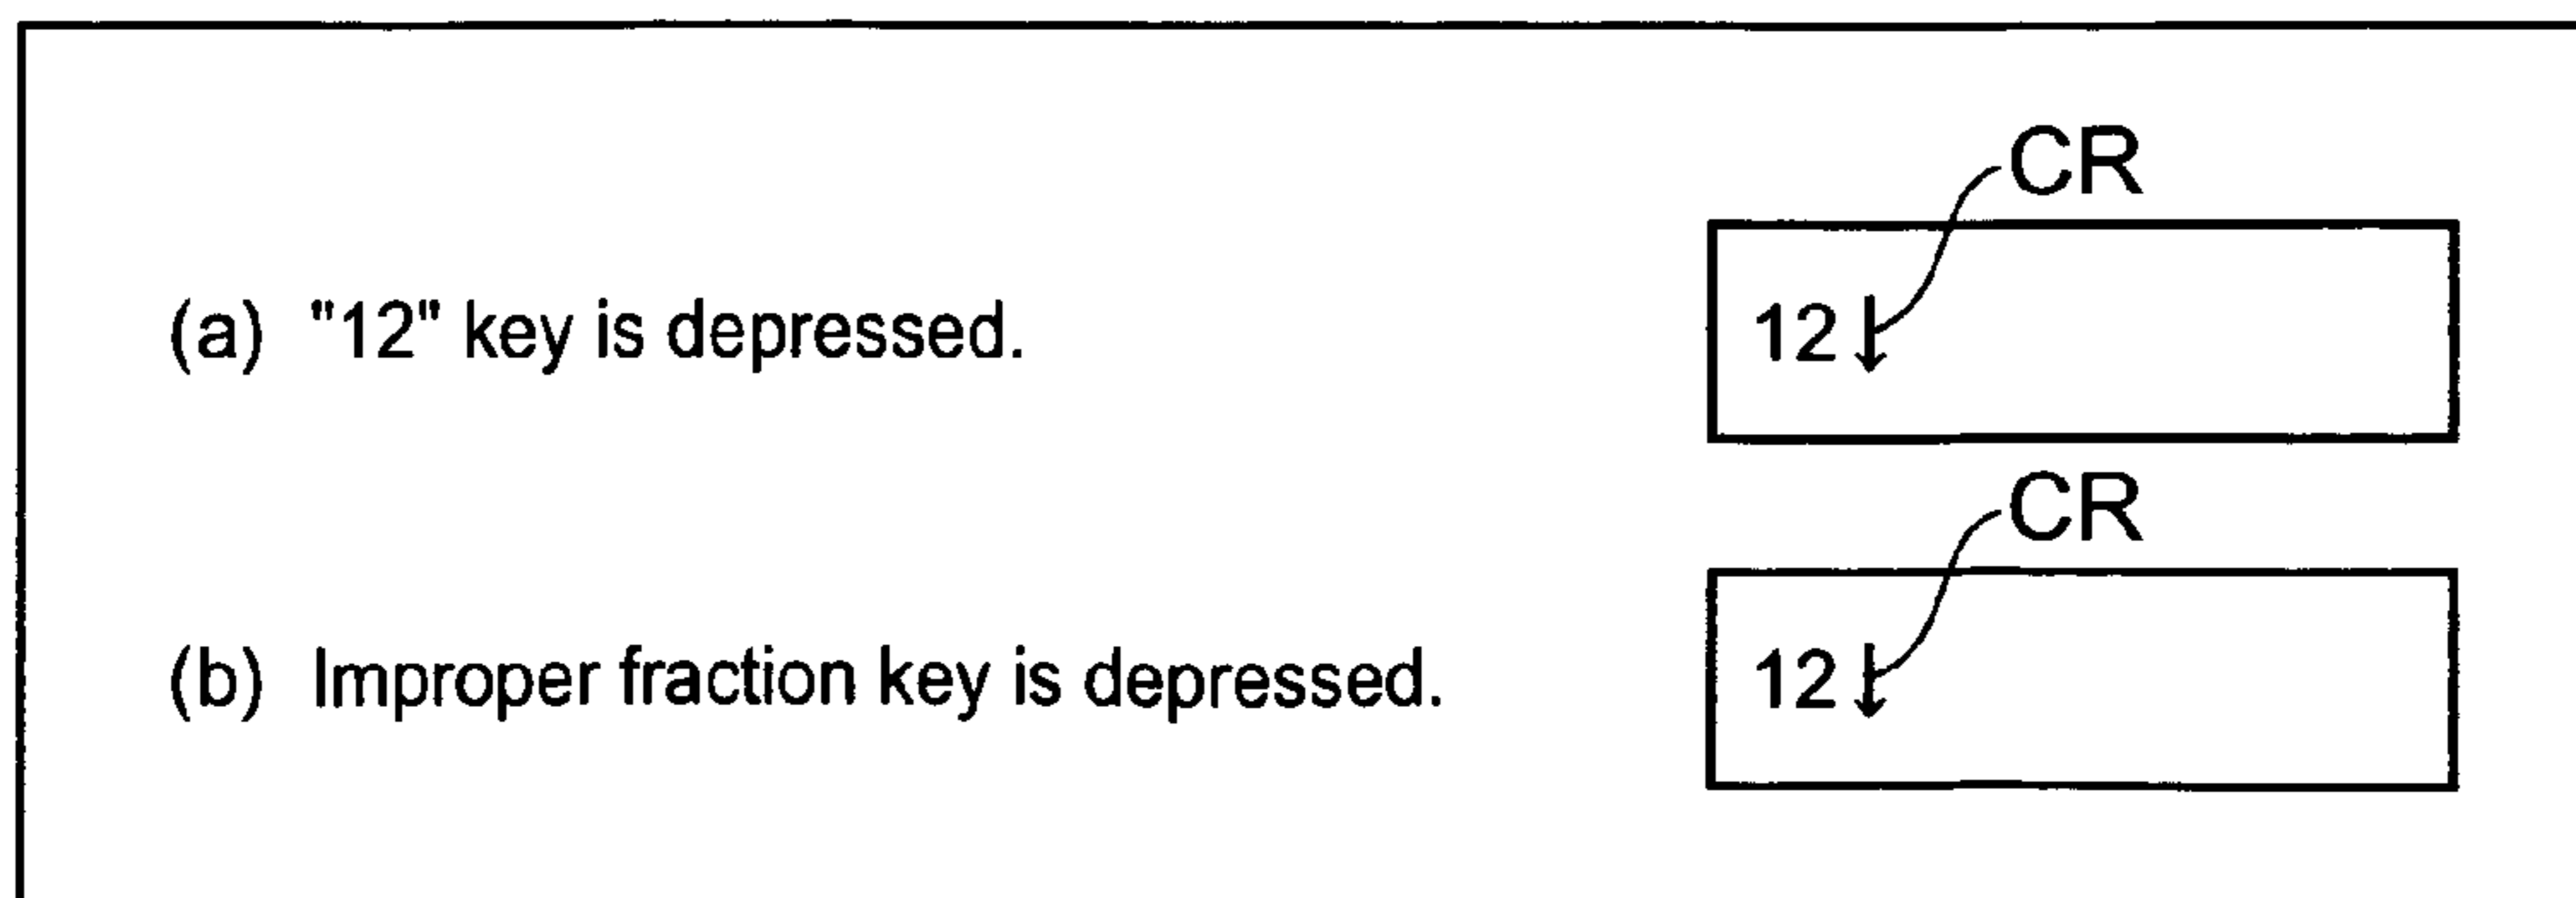 CR
(a) "12" key is depressed.
12↓
CR
(b) Improper fraction key is depressed.
12↓